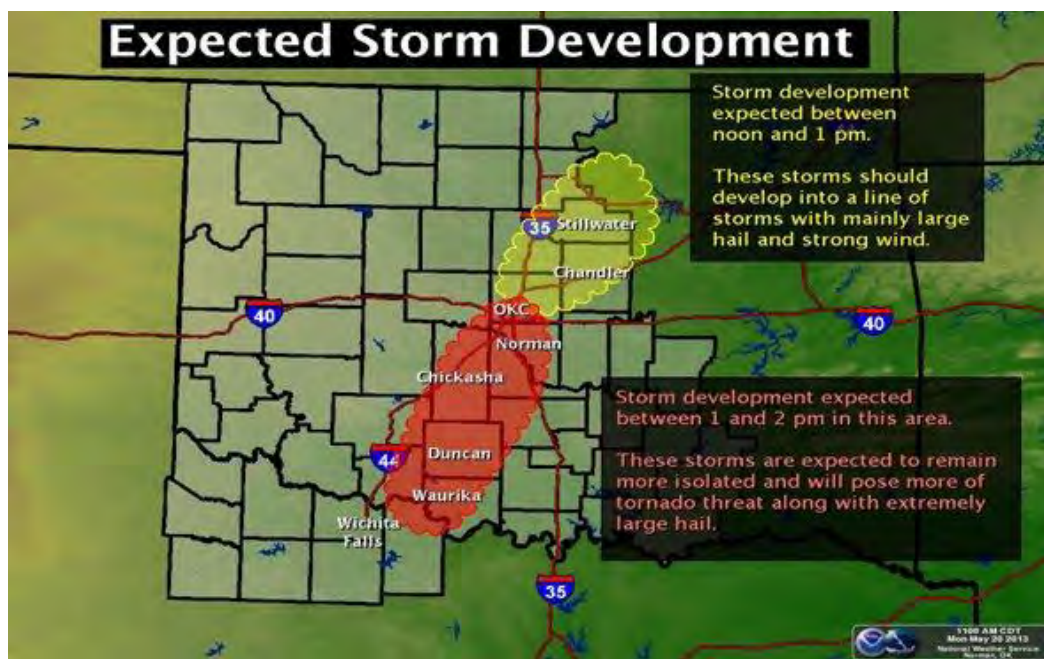 Expected Storm Development
Storm development
expected between
noon and 1 pm.
These storms should
develop into a line of
storms with mainly large
hail and strong wind.
35
Stillwater
Chandler
40
OKC
40
Norman
Chickasha
Storm development expected
between 1 and 2 pm in this area.
These storms are expected to remain
more isolated and will pose more of
tornado threat along with extremely
large hail.
44
Duncan
Waurika
Wichita
Falls
35
1100 AM CDT
Mon May 20 2013
National Weather Service
Norman, OK